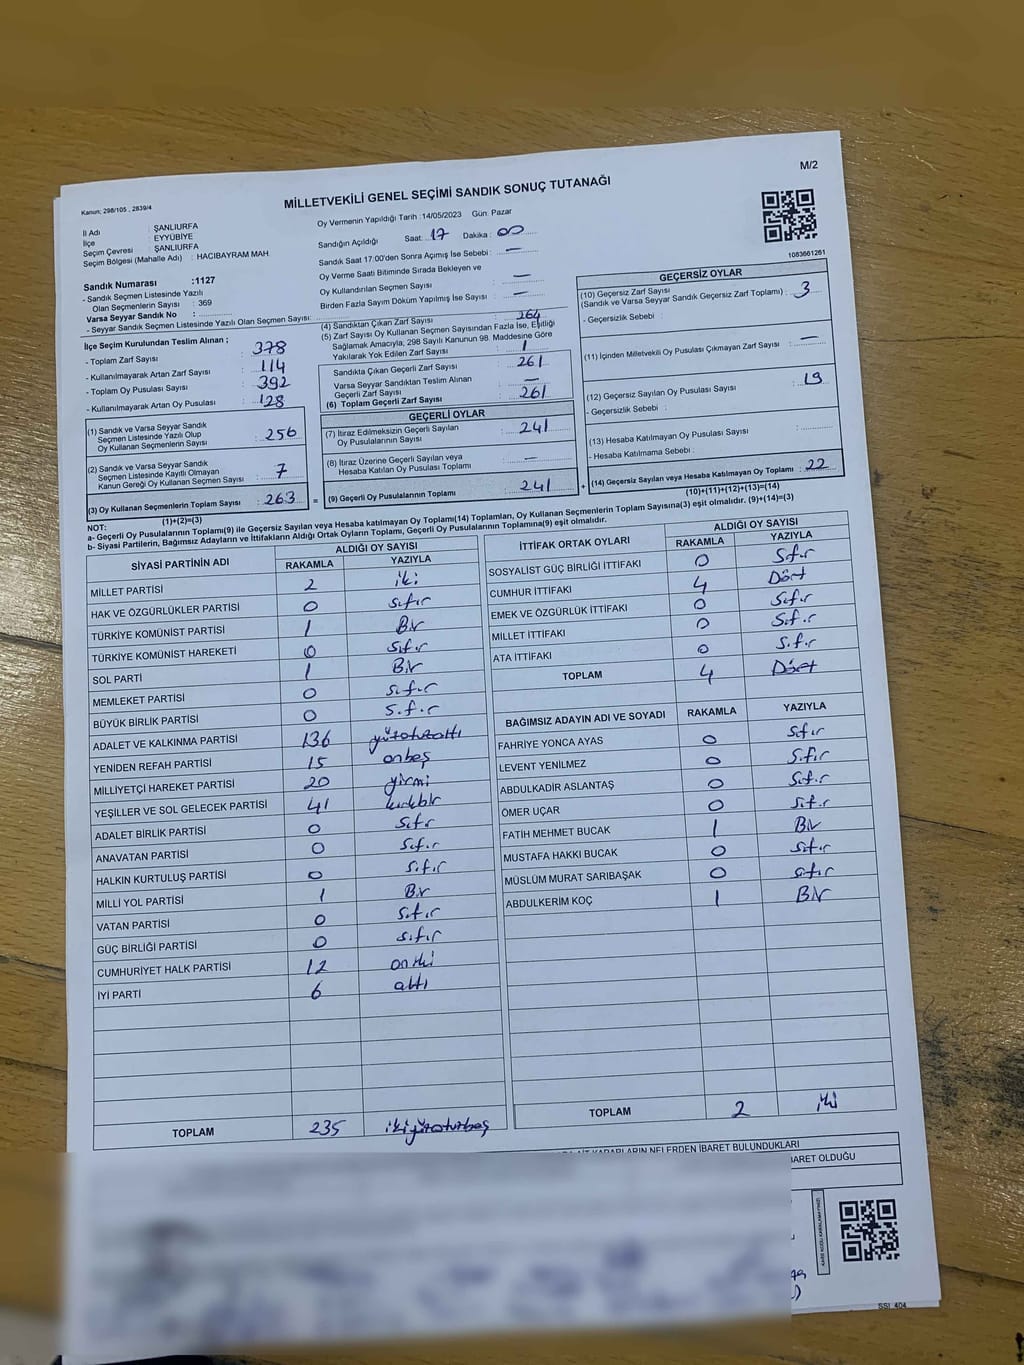 M/2
Kanun; 298/105 , 2839/4
MİLLETVEKİLİ GENEL SEÇİMİ SANDIK SONUÇ TUTANAĞI
İl Adı : ŞANLIURFA
İlçe : EYYÜBİYE
Seçim Çevresi : ŞANLIURFA
Seçim Bölgesi (Mahalle Adı) : HACIBAYRAM MAH
Oy Vermenin Yapıldığı Tarih :14/05/2023 Gün: Pazar
Sandığın Açıldığı Saat: 17 Dakika : 00
Sandık Saat 17:00'den Sonra Açımış İse Sebebi : —
Oy Verme Saati Bitiminde Sırada Bekleyen ve
Oy Kullandırılan Seçmen Sayısı : —
Birden Fazla Sayım Döküm Yapılmış İse Sayısı : —
1083661261
Sandık Numarası :1127
- Sandık Seçmen Listesinde Yazılı
Olan Seçmenlerin Sayısı : 369
Varsa Seyyar Sandık No :
- Seyyar Sandık Seçmen Listesinde Yazılı Olan Seçmen Sayısı:
İlçe Seçim Kurulundan Teslim Alınan ;
- Toplam Zarf Sayısı : 378
- Kullanılmayarak Artan Zarf Sayısı : 114
- Toplam Oy Pusulası Sayısı : 392
- Kullanılmayarak Artan Oy Pusulası : 128
(1) Sandık ve Varsa Seyyar Sandık
Seçmen Listesinde Yazılı Olup
Oy Kullanan Seçmenlerin Sayısı : 256
(2) Sandık ve Varsa Seyyar Sandık
Seçmen Listesinde Kayıtlı Olmayan
Kanun Gereği Oy Kullanan Seçmen Sayısı : 7
(3) Oy Kullanan Seçmenlerin Toplam Sayısı : 263
(1)+(2)=(3)
(4) Sandıktan Çıkan Zarf Sayısı : 264
(5) Zarf Sayısı Oy Kullanan Seçmen Sayısından Fazla İse, Eşitliği
Sağlamak Amacıyla, 298 Sayılı Kanunun 98. Maddesine Göre
Yakılarak Yok Edilen Zarf Sayısı : 1
Sandıkta Çıkan Geçerli Zarf Sayısı : 261
Varsa Seyyar Sandıktan Teslim Alınan
Geçerli Zarf Sayısı : —
(6) Toplam Geçerli Zarf Sayısı : 261
GEÇERLİ OYLAR
(7) İtiraz Edilmeksizin Geçerli Sayılan
Oy Pusulalarının Sayısı : 241
(8) İtiraz Üzerine Geçerli Sayılan veya
Hesaba Katılan Oy Pusulası Toplamı : —
= (9) Geçerli Oy Pusulalarının Toplamı : 241
GEÇERSİZ OYLAR
(10) Geçersiz Zarf Sayısı
(Sandık ve Varsa Seyyar Sandık Geçersiz Zarf Toplamı) : 3
- Geçersizlik Sebebi :
(11) İçinden Milletvekili Oy Pusulası Çıkmayan Zarf Sayısı : —
(12) Geçersiz Sayılan Oy Pusulası Sayısı : 19
- Geçersizlik Sebebi :
(13) Hesaba Katılmayan Oy Pusulası Sayısı :
- Hesaba Katılmama Sebebi :
+ (14) Geçersiz Sayılan veya Hesaba Katılmayan Oy Toplamı : 22
(10)+(11)+(12)+(13)=(14)
NOT:
a- Geçerli Oy Pusulalarının Toplamı(9) ile Geçersiz Sayılan veya Hesaba katılmayan Oy Toplamı(14) Toplamları, Oy Kullanan Seçmenlerin Toplam Sayısına(3) eşit olmalıdır. (9)+(14)=(3)
b- Siyasi Partilerin, Bağımsız Adayların ve İttifakların Aldığı Ortak Oyların Toplamı, Geçerli Oy Pusulalarının Toplamına(9) eşit olmalıdır.
SİYASİ PARTİNİN ADI ALDIĞI OY SAYISI
RAKAMLA YAZIYLA
MİLLET PARTİSİ 2 iki
HAK VE ÖZGÜRLÜKLER PARTİSİ 0 sıfır
TÜRKİYE KOMÜNİST PARTİSİ 1 Bir
TÜRKİYE KOMÜNİST HAREKETİ 0 Sıfır
SOL PARTİ 1 Bir
MEMLEKET PARTİSİ 0 sıfır
BÜYÜK BİRLİK PARTİSİ 0 sıfır
ADALET VE KALKINMA PARTİSİ 136 yüzotuzaltı
YENİDEN REFAH PARTİSİ 15 onbeş
MİLLİYETÇİ HAREKET PARTİSİ 20 yirmi
YEŞİLLER VE SOL GELECEK PARTİSİ 41 kırkbir
ADALET BİRLİK PARTİSİ 0 Sıfır
ANAVATAN PARTİSİ 0 Sıfır
HALKIN KURTULUŞ PARTİSİ 0 Sıfır
MİLLİ YOL PARTİSİ 1 Bir
VATAN PARTİSİ 0 Sıfır
GÜÇ BİRLİĞİ PARTİSİ 0 sıfır
CUMHURİYET HALK PARTİSİ 12 oniki
İYİ PARTİ 6 altı
TOPLAM 235 ikiyüzotuzbeş
İTTİFAK ORTAK OYLARI ALDIĞI OY SAYISI
RAKAMLA YAZIYLA
SOSYALİST GÜÇ BİRLİĞİ İTTİFAKI 0 Sıfır
CUMHUR İTTİFAKI 4 Dört
EMEK VE ÖZGÜRLÜK İTTİFAKI 0 Sıfır
MİLLET İTTİFAKI 0 Sıfır
ATA İTTİFAKI 0 Sıfır
TOPLAM 4 Dört
BAĞIMSIZ ADAYIN ADI VE SOYADI RAKAMLA YAZIYLA
FAHRİYE YONCA AYAS 0 Sıfır
LEVENT YENİLMEZ 0 Sıfır
ABDULKADİR ASLANTAŞ 0 Sıfır
ÖMER UÇAR 0 Sıfır
FATİH MEHMET BUCAK 1 Bir
MUSTAFA HAKKI BUCAK 0 Sıfır
MÜSLÜM MURAT SARIBAŞAK 0 sıfır
ABDULKERİM KOÇ 1 Bir
TOPLAM 2 iki
KARARLARIN NELERDEN İBARET BULUNDUKLARI
BARET OLDUĞU
SSI_404